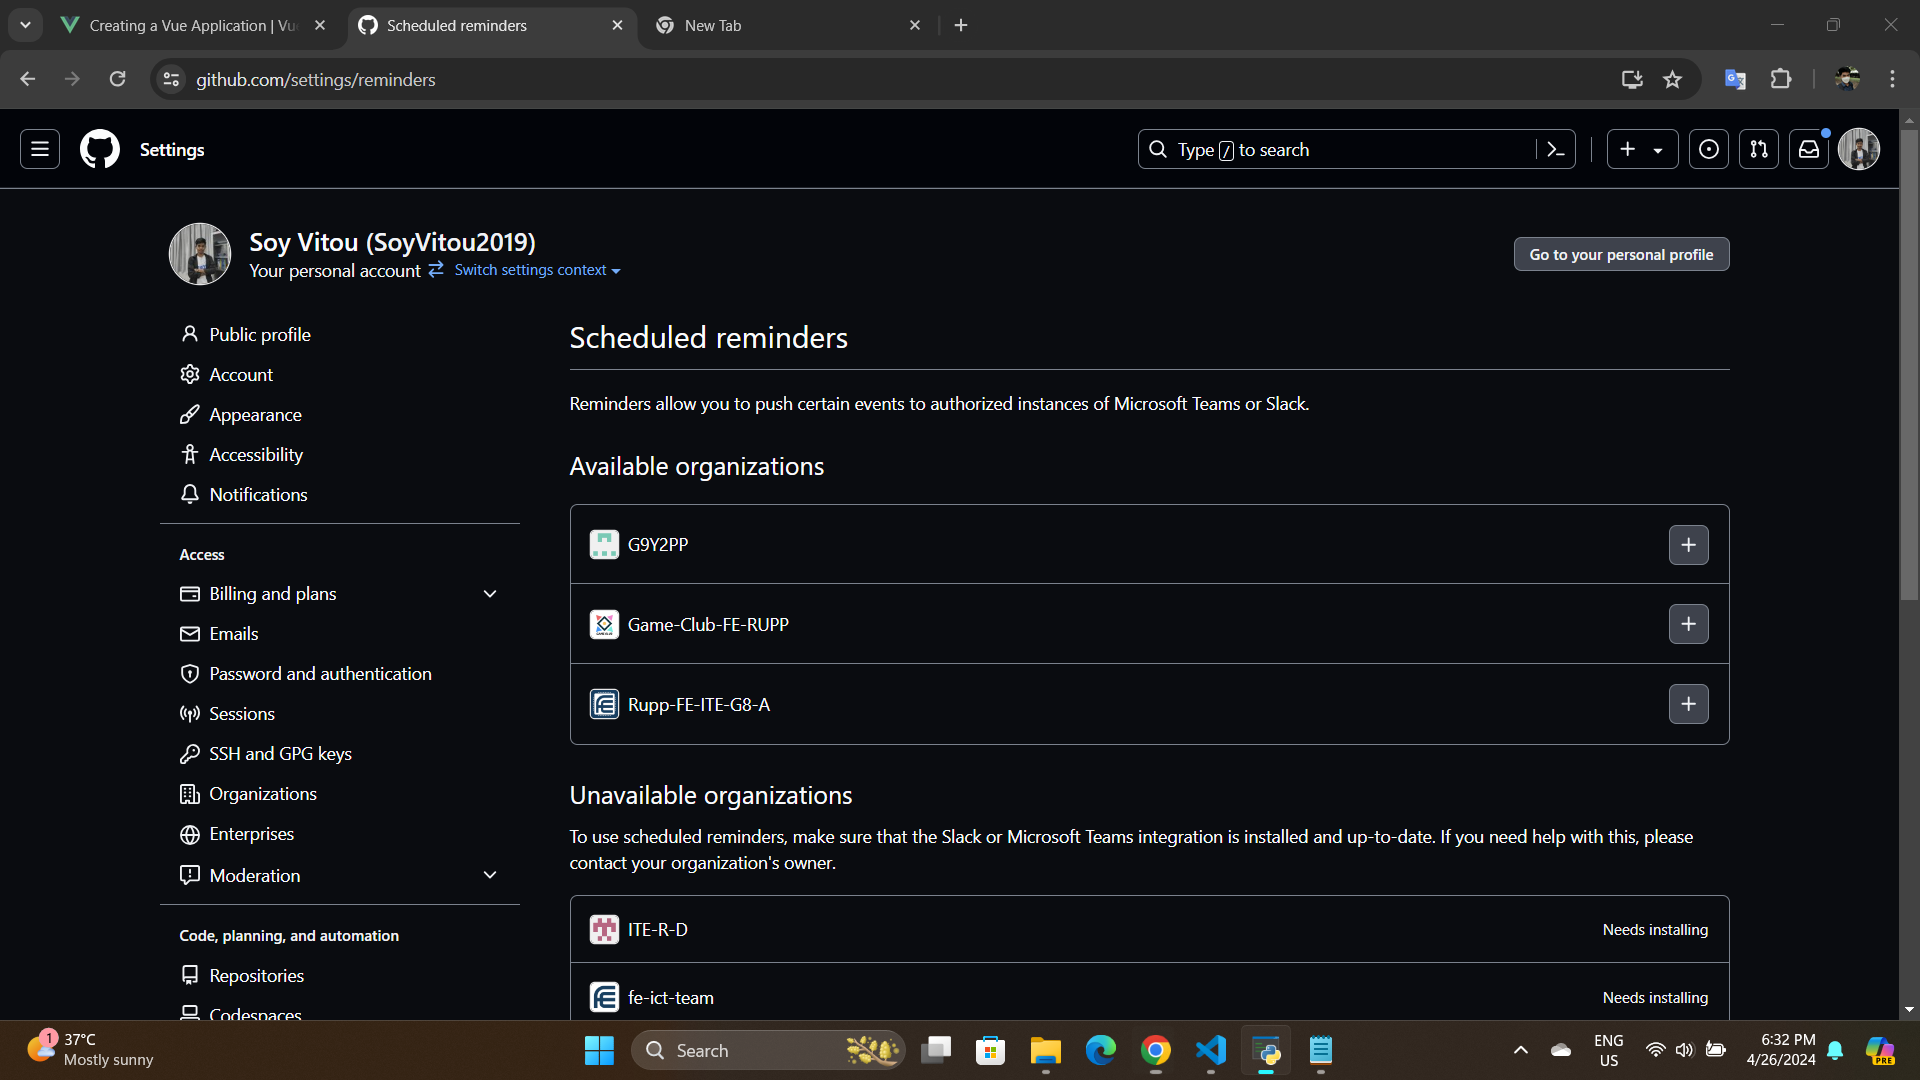 Creating a Vue Application | Vue
Scheduled reminders
New Tab
github.com/settings/reminders
Settings
Type / to search
Soy Vitou (SoyVitou2019)
Your personal account
Switch settings context
Go to your personal profile
Public profile
Account
Appearance
Accessibility
Notifications
Access
Billing and plans
Emails
Password and authentication
Sessions
SSH and GPG keys
Organizations
Enterprises
Moderation
Code, planning, and automation
Repositories
Codespaces
Scheduled reminders
Reminders allow you to push certain events to authorized instances of Microsoft Teams or Slack.
Available organizations
G9Y2PP
Game-Club-FE-RUPP
Rupp-FE-ITE-G8-A
Unavailable organizations
To use scheduled reminders, make sure that the Slack or Microsoft Teams integration is installed and up-to-date. If you need help with this, please
contact your organization's owner.
ITE-R-D
Needs installing
fe-ict-team
Needs installing
1
37°C
Mostly sunny
Search
ENG
US
6:32 PM
4/26/2024
PRE